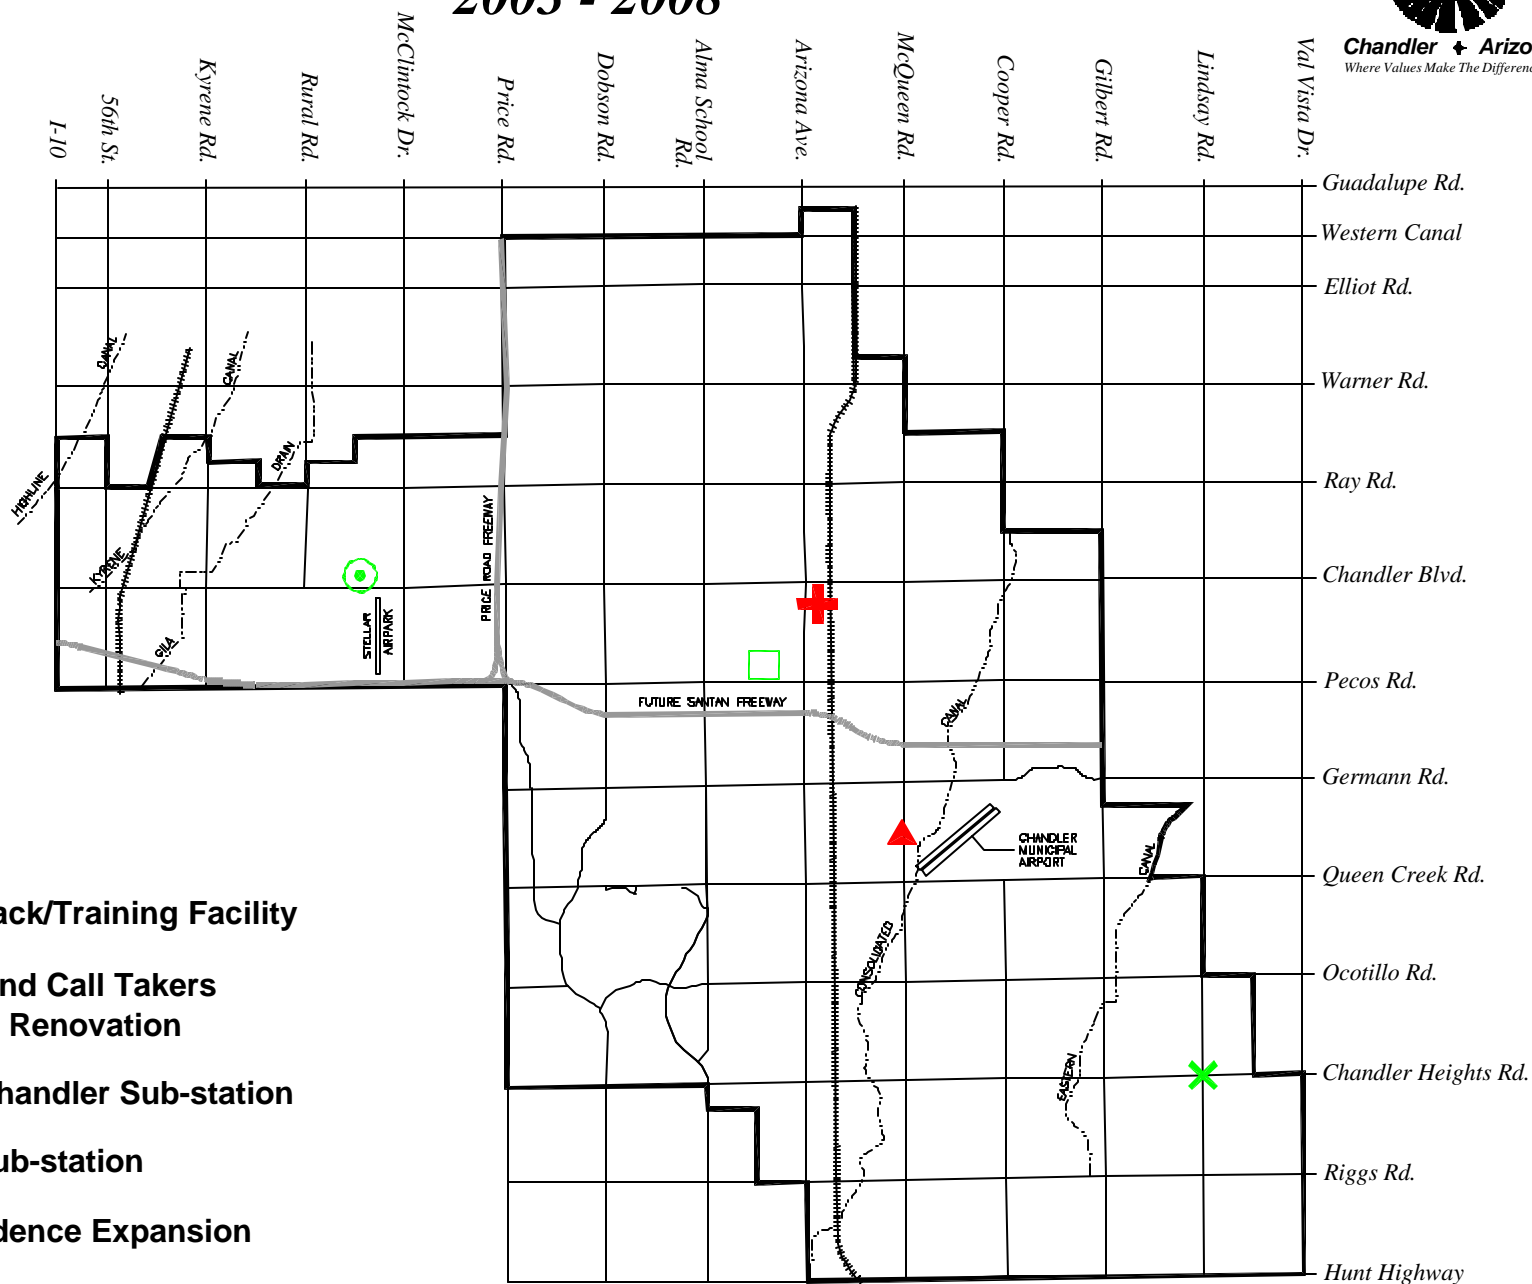 2003 - 2008
Chandler Arizo
Where Values Make The Differenc
I-10
56th St.
Kyrene Rd.
Rural Rd.
McClintock Dr.
Price Rd.
Dobson Rd.
Alma School
Rd.
Arizona Ave.
McQueen Rd.
Cooper Rd.
Gilbert Rd.
Lindsay Rd.
Val Vista Dr.
Guadalupe Rd.
Western Canal
Elliot Rd.
Warner Rd.
Ray Rd.
Chandler Blvd.
Pecos Rd.
Germann Rd.
Queen Creek Rd.
Ocotillo Rd.
Chandler Heights Rd.
Riggs Rd.
Hunt Highway
HIGHLINE
CANAL
KYRENE
CANAL
GILA
DRAIN
STELLAR
AIRPARK
PRICE ROAD FREEWAY
FUTURE SANTAN FREEWAY
CANAL
CONSOLIDATED
CHANDLER
MUNICIPAL
AIRPORT
CANAL
EASTERN
ack/Training Facility
nd Call Takers
Renovation
handler Sub-station
ub-station
dence Expansion